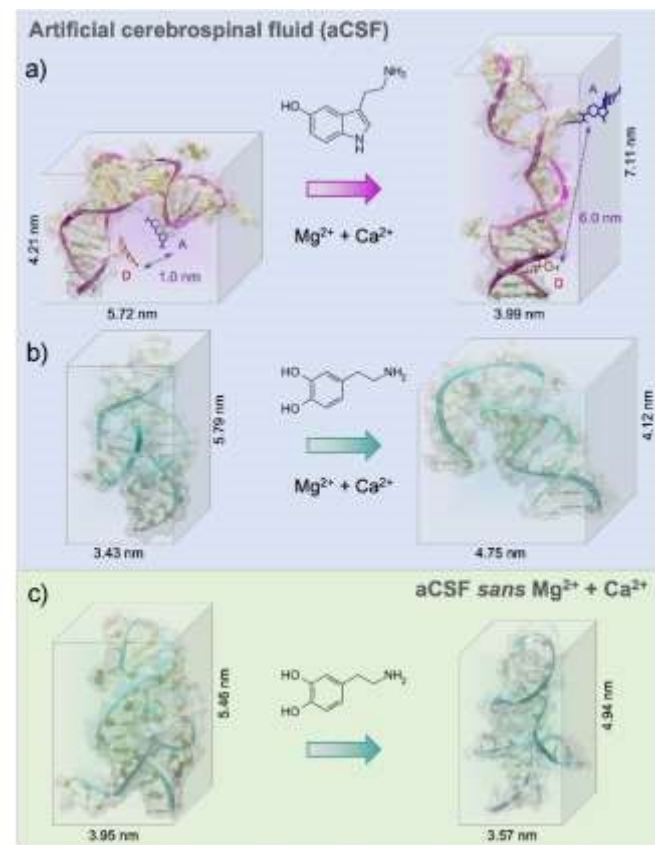 Artificial cerebrospinal fluid (aCSF)
a)
NH₂
HO
N
H
Mg²⁺ + Ca²⁺
4.21 nm
5.72 nm
D
A
1.0 nm
A
7.11 nm
6.0 nm
D
3.99 nm
b)
HO
HO
NH₂
Mg²⁺ + Ca²⁺
5.79 nm
3.43 nm
4.12 nm
4.75 nm
c)
aCSF sans Mg²⁺ + Ca²⁺
HO
HO
NH₂
5.46 nm
3.95 nm
4.94 nm
3.57 nm